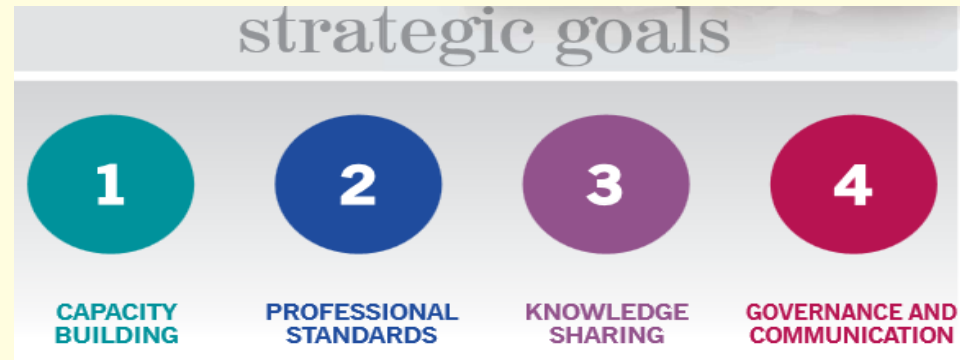 strategic goals
1
2
3
4
CAPACITY
BUILDING
PROFESSIONAL
STANDARDS
KNOWLEDGE
SHARING
GOVERNANCE AND
COMMUNICATION